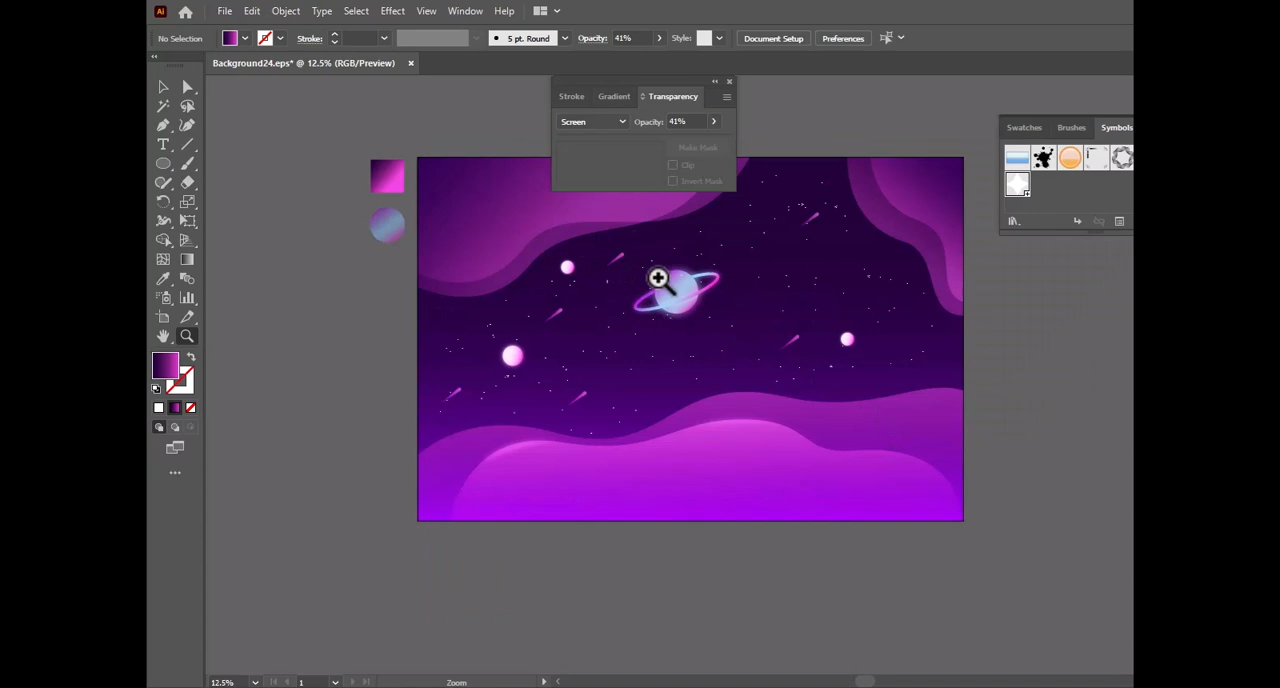 Ai File Edit Object Type Select Effect View Window Help
No Selection Stroke: 5 pt. Round Opacity: 41% Style: Document Setup Preferences
Background24.eps* @ 12.5% (RGB/Preview)
Stroke Gradient Transparency
Screen Opacity: 41%
Make Mask
Clip
Invert Mask
Swatches Brushes Symbols
12.5% 1 Zoom